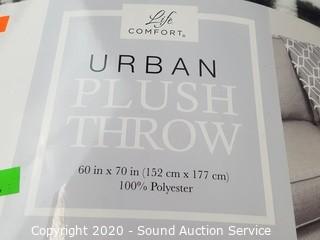 Life
COMFORT®
URBAN
PLUSH
THROW
60 in x 70 in (152 cm x 177 cm)
100% Polyester
Copyright 2020 - Sound Auction Service